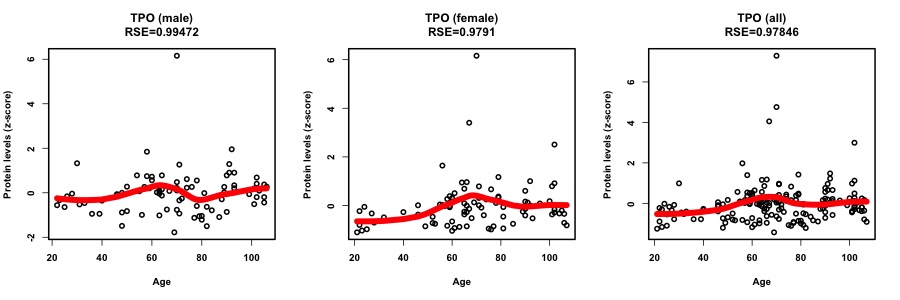 TPO (male)
RSE=0.99472
Protein levels (z-score)
6
4
2
0
-2
20 40 60 80 100
Age
TPO (female)
RSE=0.9791
Protein levels (z-score)
6
4
2
0
20 40 60 80 100
Age
TPO (all)
RSE=0.97846
Protein levels (z-score)
6
4
2
0
20 40 60 80 100
Age